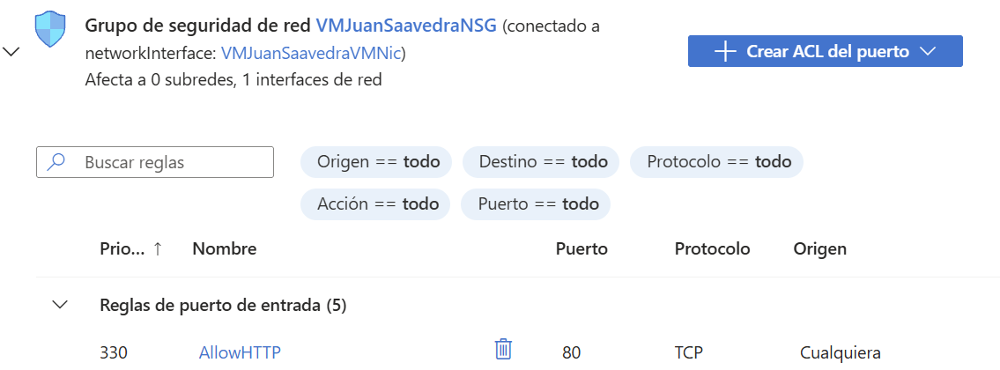 Grupo de seguridad de red VMJuanSaavedraNSG (conectado a
networkInterface: VMJuanSaavedraVMNic)
Afecta a 0 subredes, 1 interfaces de red
Crear ACL del puerto
Buscar reglas
Origen == todo Destino == todo Protocolo == todo
Acción == todo Puerto == todo
Prio... ↑ Nombre Puerto Protocolo Origen
Reglas de puerto de entrada (5)
330 AllowHTTP 80 TCP Cualquiera